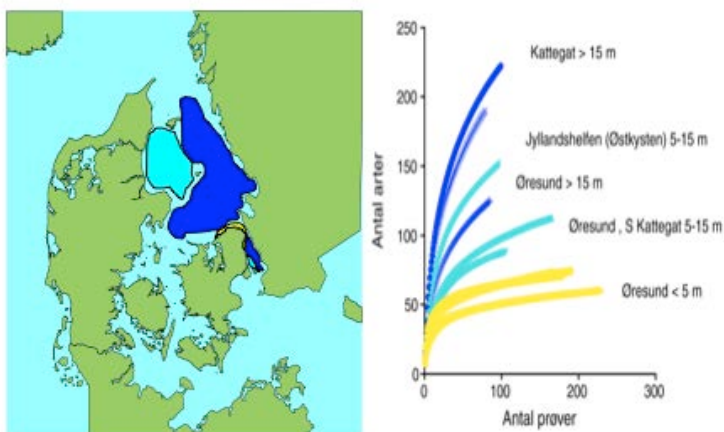 250
200
150
100
50
0
Antal arter
Kattegat > 15 m
Jyllandshelfen (Østkysten) 5-15 m
Øresund > 15 m
Øresund , S Kattegat 5-15 m
Øresund < 5 m
0 100 200 300
Antal prøver